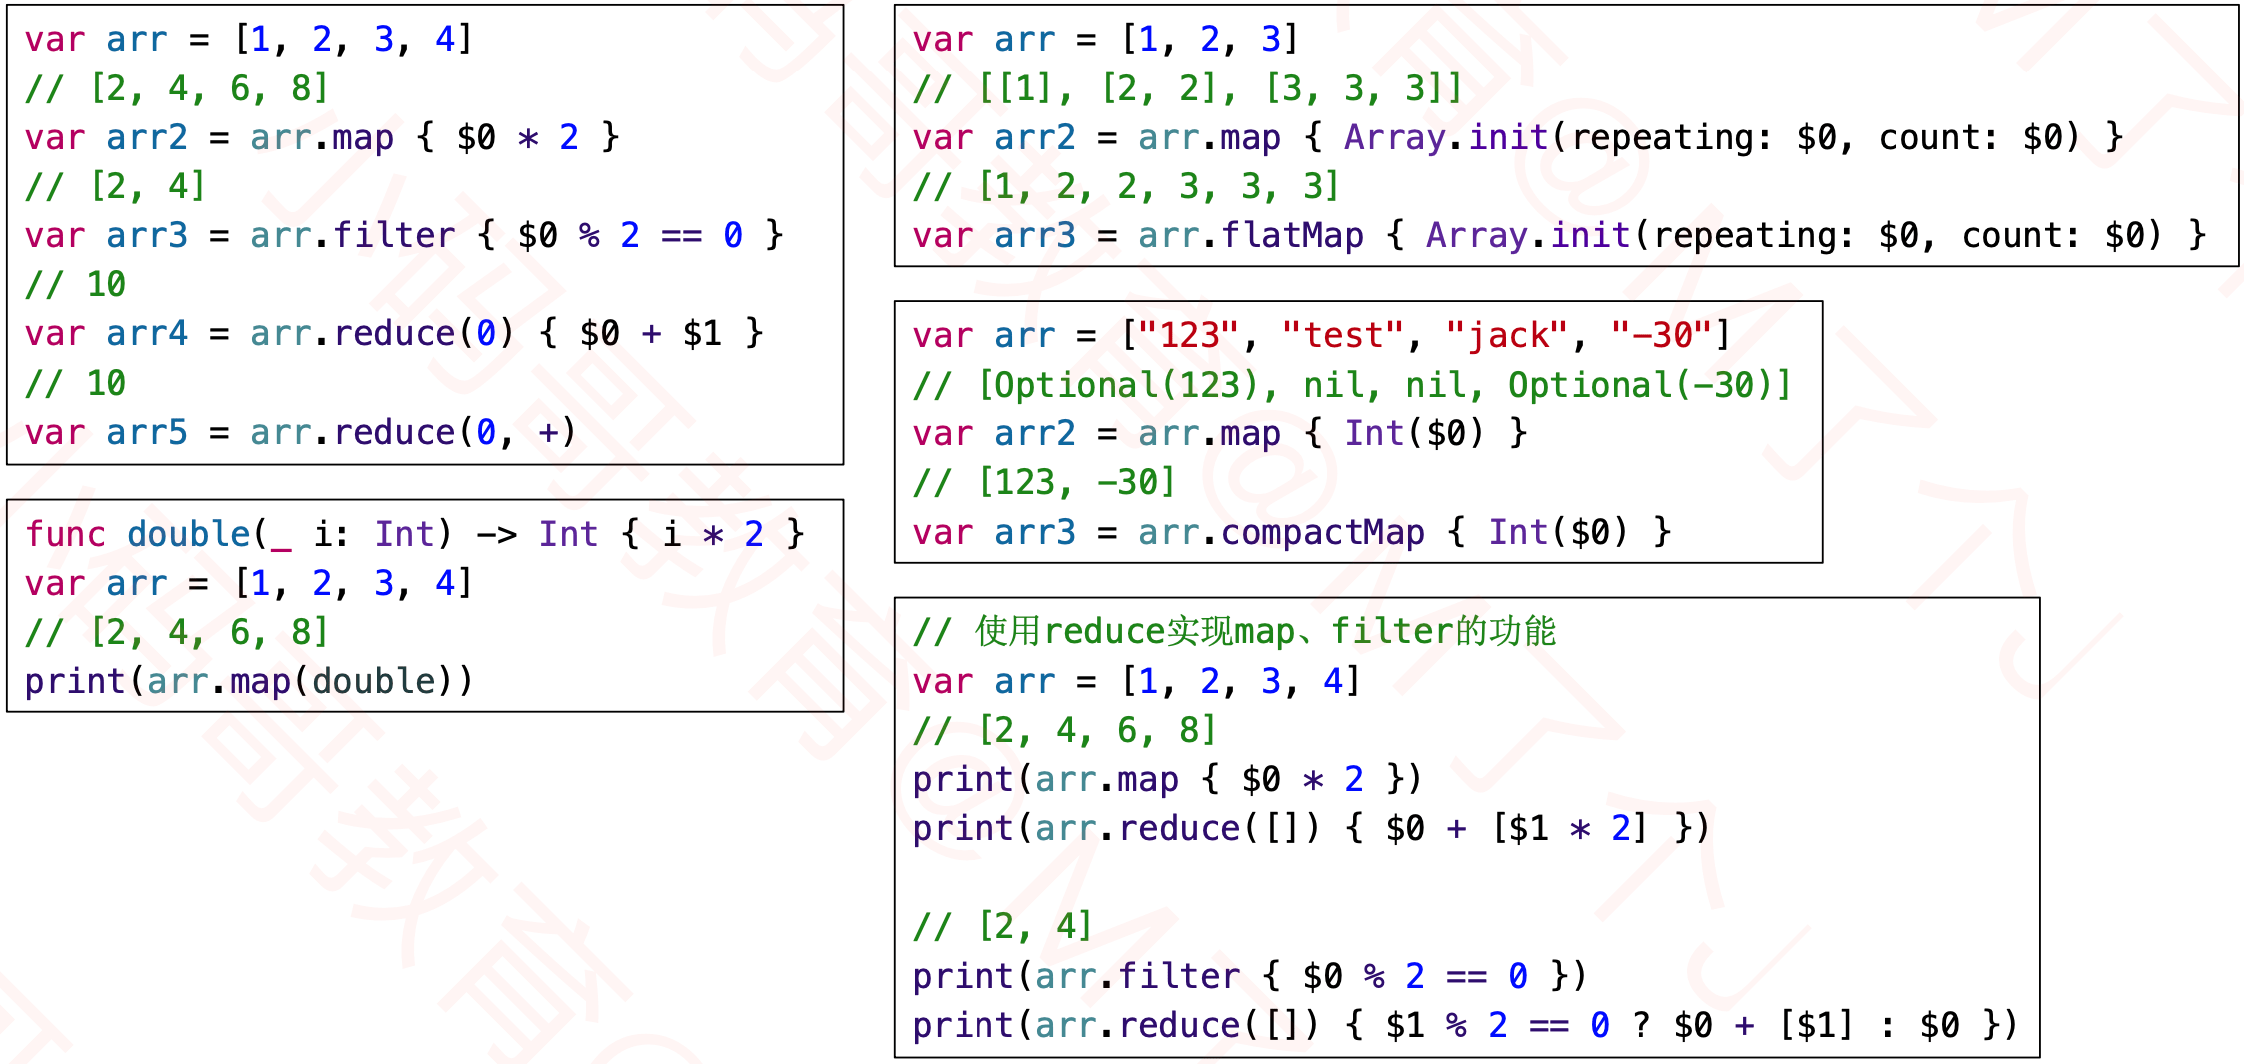 var arr = [1, 2, 3, 4]
// [2, 4, 6, 8]
var arr2 = arr.map { $0 * 2 }
// [2, 4]
var arr3 = arr.filter { $0 % 2 == 0 }
// 10
var arr4 = arr.reduce(0) { $0 + $1 }
// 10
var arr5 = arr.reduce(0, +)
func double(_ i: Int) -> Int { i * 2 }
var arr = [1, 2, 3, 4]
// [2, 4, 6, 8]
print(arr.map(double))
var arr = [1, 2, 3]
// [[1], [2, 2], [3, 3, 3]]
var arr2 = arr.map { Array.init(repeating: $0, count: $0) }
// [1, 2, 2, 3, 3, 3]
var arr3 = arr.flatMap { Array.init(repeating: $0, count: $0) }
var arr = ["123", "test", "jack", "-30"]
// [Optional(123), nil, nil, Optional(-30)]
var arr2 = arr.map { Int($0) }
// [123, -30]
var arr3 = arr.compactMap { Int($0) }
// 使用reduce实现map、filter的功能
var arr = [1, 2, 3, 4]
// [2, 4, 6, 8]
print(arr.map { $0 * 2 })
print(arr.reduce([]) { $0 + [$1 * 2] })
// [2, 4]
print(arr.filter { $0 % 2 == 0 })
print(arr.reduce([]) { $1 % 2 == 0 ? $0 + [$1] : $0 })
小码哥教育@M了个J